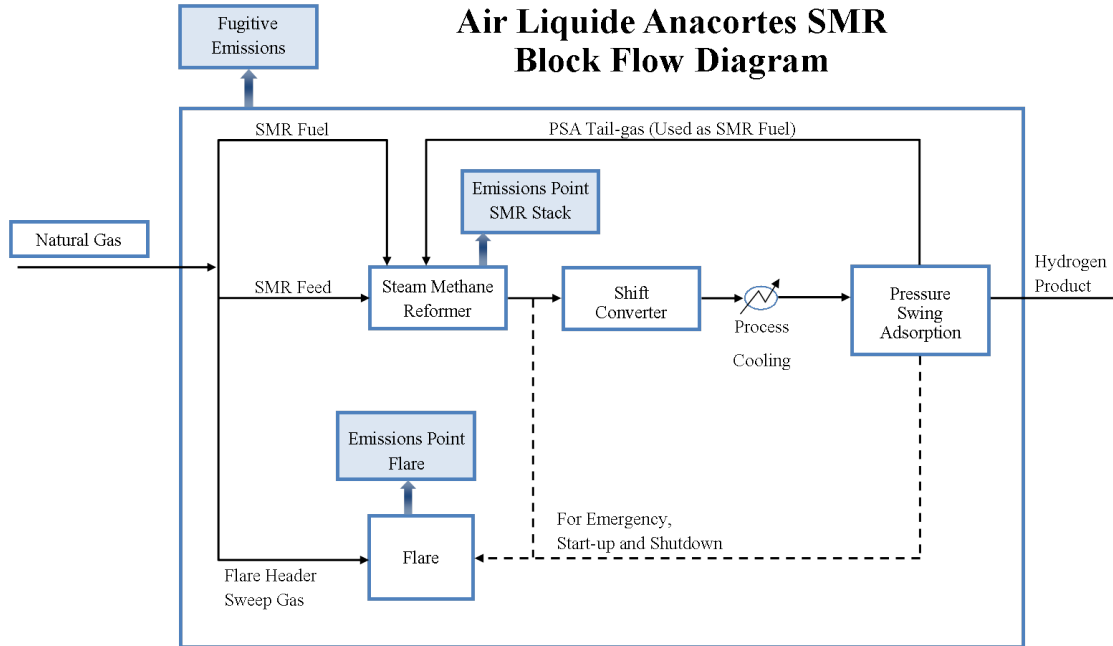 Air Liquide Anacortes SMR
Block Flow Diagram
Fugitive
Emissions
SMR Fuel
PSA Tail-gas (Used as SMR Fuel)
Emissions Point
SMR Stack
Natural Gas
SMR Feed
Steam Methane
Reformer
Shift
Converter
Process
Cooling
Pressure
Swing
Adsorption
Hydrogen
Product
Emissions Point
Flare
For Emergency,
Start-up and Shutdown
Flare
Flare Header
Sweep Gas